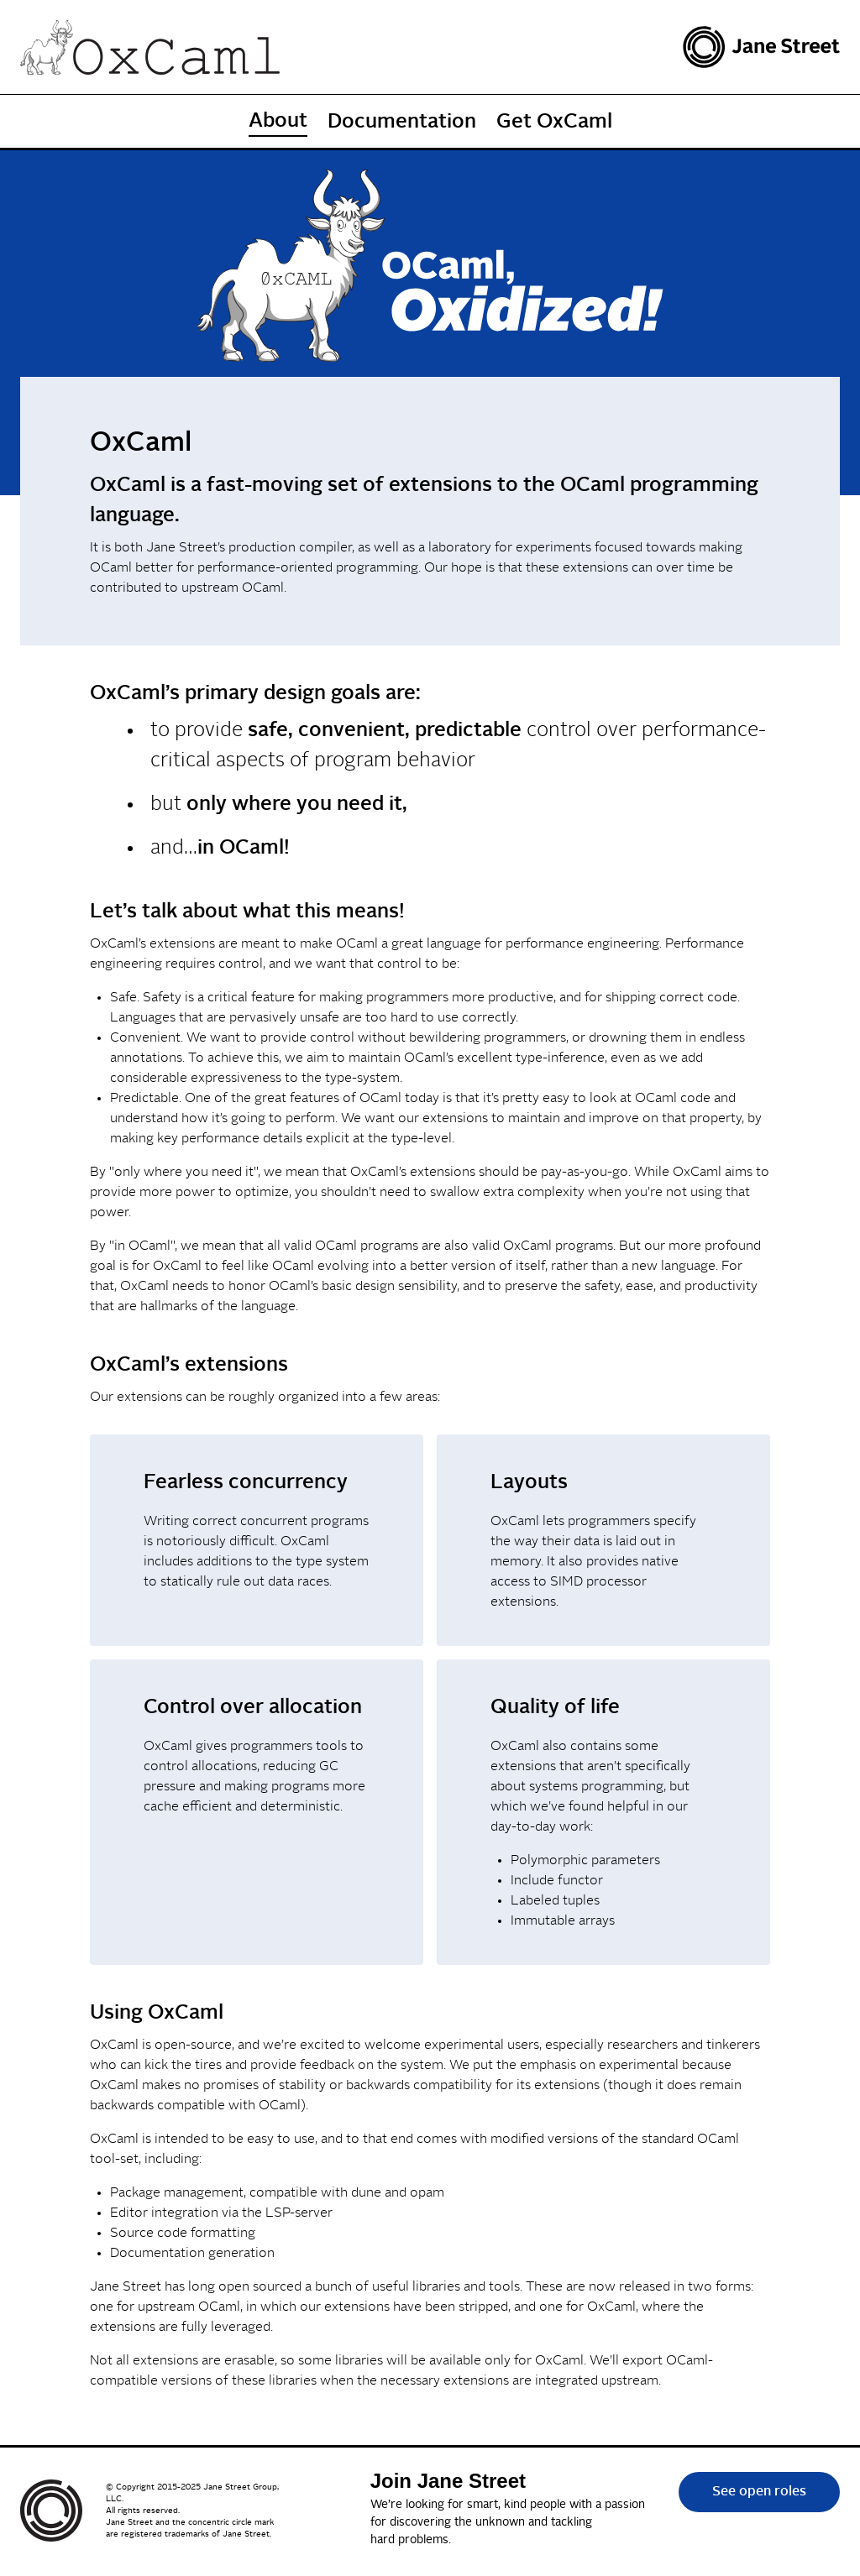 OxCaml
Jane Street
About Documentation Get OxCaml
0xCAML
OCaml,
Oxidized!
OxCaml
OxCaml is a fast-moving set of extensions to the OCaml programming
language.
It is both Jane Street’s production compiler, as well as a laboratory for experiments focused towards making
OCaml better for performance-oriented programming. Our hope is that these extensions can over time be
contributed to upstream OCaml.
OxCaml’s primary design goals are:
• to provide safe, convenient, predictable control over performance-
critical aspects of program behavior
• but only where you need it,
• and...in OCaml!
Let’s talk about what this means!
OxCaml’s extensions are meant to make OCaml a great language for performance engineering. Performance
engineering requires control, and we want that control to be:
• Safe. Safety is a critical feature for making programmers more productive, and for shipping correct code.
Languages that are pervasively unsafe are too hard to use correctly.
• Convenient. We want to provide control without bewildering programmers, or drowning them in endless
annotations. To achieve this, we aim to maintain OCaml’s excellent type-inference, even as we add
considerable expressiveness to the type-system.
• Predictable. One of the great features of OCaml today is that it’s pretty easy to look at OCaml code and
understand how it’s going to perform. We want our extensions to maintain and improve on that property, by
making key performance details explicit at the type-level.
By "only where you need it", we mean that OxCaml’s extensions should be pay-as-you-go. While OxCaml aims to
provide more power to optimize, you shouldn’t need to swallow extra complexity when you’re not using that
power.
By "in OCaml", we mean that all valid OCaml programs are also valid OxCaml programs. But our more profound
goal is for OxCaml to feel like OCaml evolving into a better version of itself, rather than a new language. For
that, OxCaml needs to honor OCaml’s basic design sensibility, and to preserve the safety, ease, and productivity
that are hallmarks of the language.
OxCaml’s extensions
Our extensions can be roughly organized into a few areas:
Fearless concurrency
Writing correct concurrent programs
is notoriously difficult. OxCaml
includes additions to the type system
to statically rule out data races.
Layouts
OxCaml lets programmers specify
the way their data is laid out in
memory. It also provides native
access to SIMD processor
extensions.
Control over allocation
OxCaml gives programmers tools to
control allocations, reducing GC
pressure and making programs more
cache efficient and deterministic.
Quality of life
OxCaml also contains some
extensions that aren’t specifically
about systems programming, but
which we’ve found helpful in our
day-to-day work:
• Polymorphic parameters
• Include functor
• Labeled tuples
• Immutable arrays
Using OxCaml
OxCaml is open-source, and we’re excited to welcome experimental users, especially researchers and tinkerers
who can kick the tires and provide feedback on the system. We put the emphasis on experimental because
OxCaml makes no promises of stability or backwards compatibility for its extensions (though it does remain
backwards compatible with OCaml).
OxCaml is intended to be easy to use, and to that end comes with modified versions of the standard OCaml
tool-set, including:
• Package management, compatible with dune and opam
• Editor integration via the LSP-server
• Source code formatting
• Documentation generation
Jane Street has long open sourced a bunch of useful libraries and tools. These are now released in two forms:
one for upstream OCaml, in which our extensions have been stripped, and one for OxCaml, where the
extensions are fully leveraged.
Not all extensions are erasable, so some libraries will be available only for OxCaml. We’ll export OCaml-
compatible versions of these libraries when the necessary extensions are integrated upstream.
© Copyright 2015-2025 Jane Street Group,
LLC.
All rights reserved.
Jane Street and the concentric circle mark
are registered trademarks of Jane Street.
Join Jane Street
We’re looking for smart, kind people with a passion
for discovering the unknown and tackling
hard problems.
See open roles